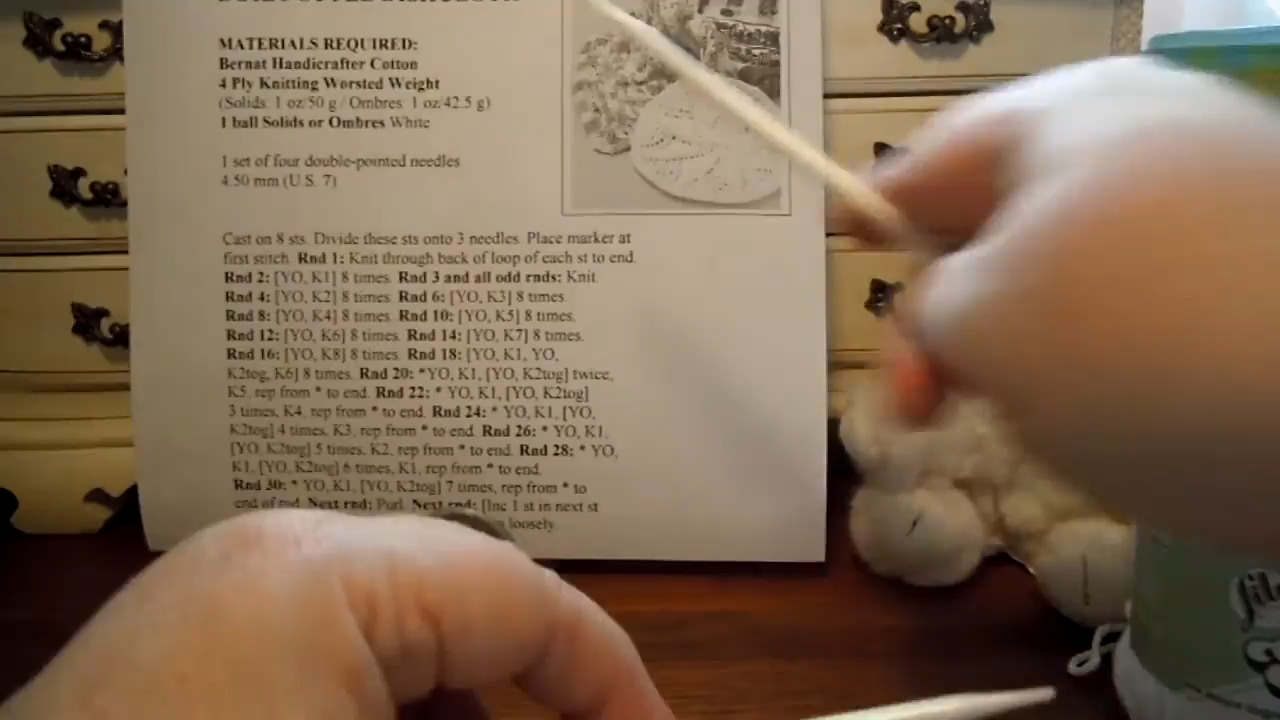 MATERIALS REQUIRED:
Bernat Handicrafter Cotton
4 Ply Knitting Worsted Weight
(Solids: 1 oz/50 g / Ombres: 1 oz/42.5 g)
1 ball Solids or Ombres White
1 set of four double-pointed needles
4.50 mm (U.S. 7)
Cast on 8 sts. Divide these sts onto 3 needles. Place marker at
first stitch. Rnd 1: Knit through back of loop of each st to end.
Rnd 2: [YO, K1] 8 times. Rnd 3 and all odd rnds: Knit.
Rnd 4: [YO, K2] 8 times. Rnd 6: [YO, K3] 8 times.
Rnd 8: [YO, K4] 8 times. Rnd 10: [YO, K5] 8 times.
Rnd 12: [YO, K6] 8 times. Rnd 14: [YO, K7] 8 times.
Rnd 16: [YO, K8] 8 times. Rnd 18: [YO, K1, YO,
K2tog, K6] 8 times. Rnd 20: *YO, K1, [YO, K2tog] twice,
K5, rep from * to end. Rnd 22: * YO, K1, [YO, K2tog]
3 times, K4, rep from * to end. Rnd 24: * YO, K1, [YO,
K2tog] 4 times, K3, rep from * to end. Rnd 26: * YO, K1,
[YO, K2tog] 5 times, K2, rep from * to end. Rnd 28: * YO,
K1, [YO, K2tog] 6 times, K1, rep from * to end.
Rnd 30: * YO, K1, [YO, K2tog] 7 times, rep from * to
end of rnd. Next rnd: Purl. Next rnd: [Inc 1 st in next st
loosely